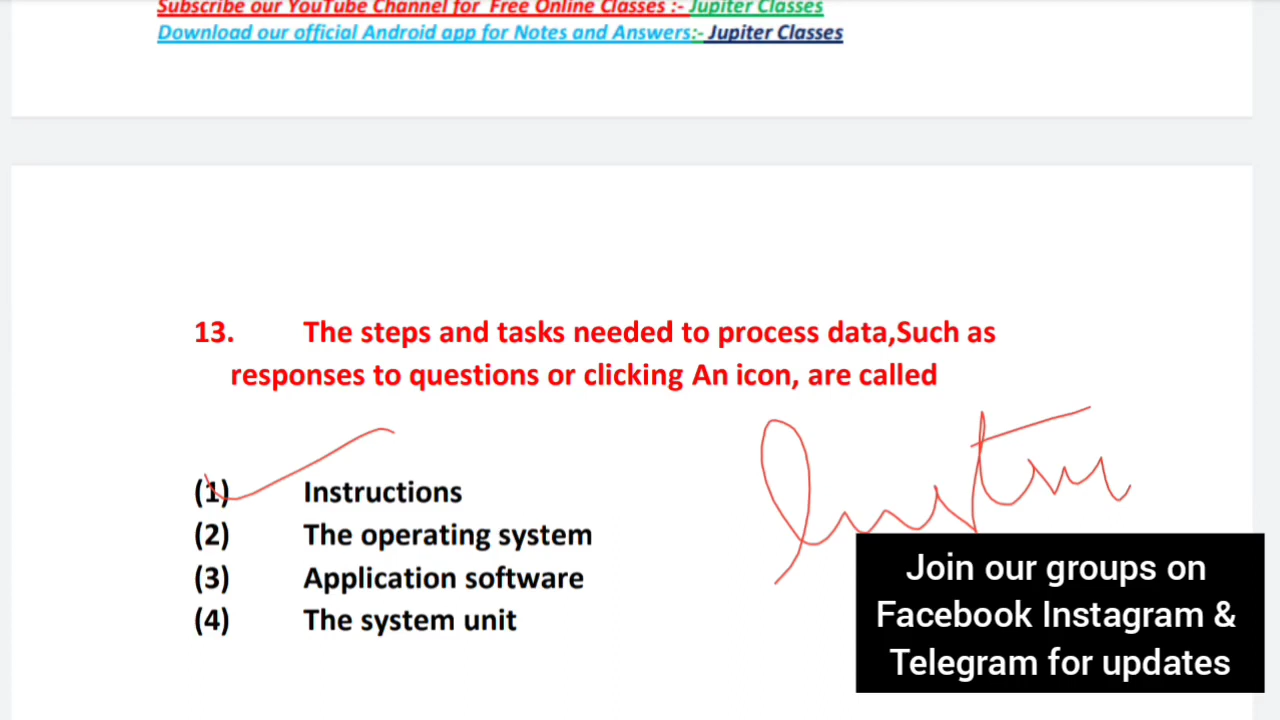 Subscribe our YouTube Channel for Free Online Classes :- Jupiter Classes
Download our official Android app for Notes and Answers:- Jupiter Classes
13. The steps and tasks needed to process data,Such as
responses to questions or clicking An icon, are called
(1) Instructions
(2) The operating system
(3) Application software
(4) The system unit
Join our groups on
Facebook Instagram &
Telegram for updates